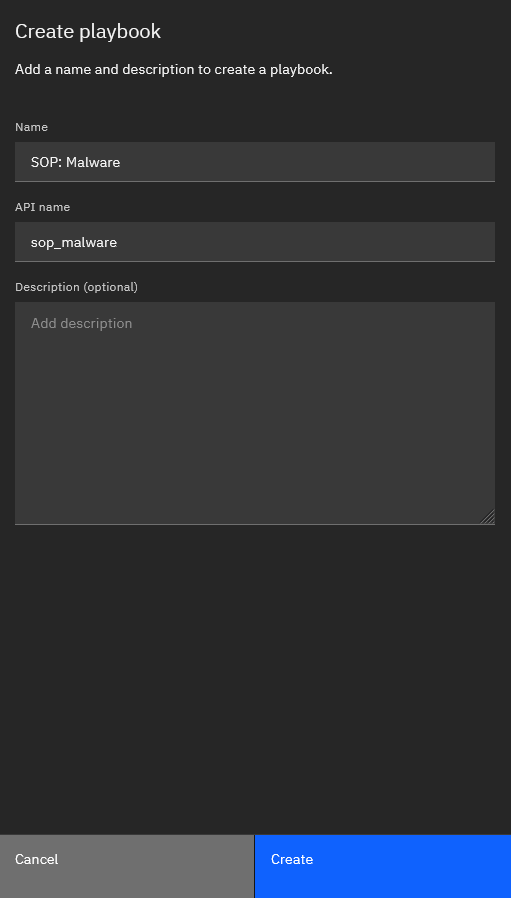 Create playbook
Add a name and description to create a playbook.
Name
SOP: Malware
API name
sop_malware
Description (optional)
Add description
Cancel
Create